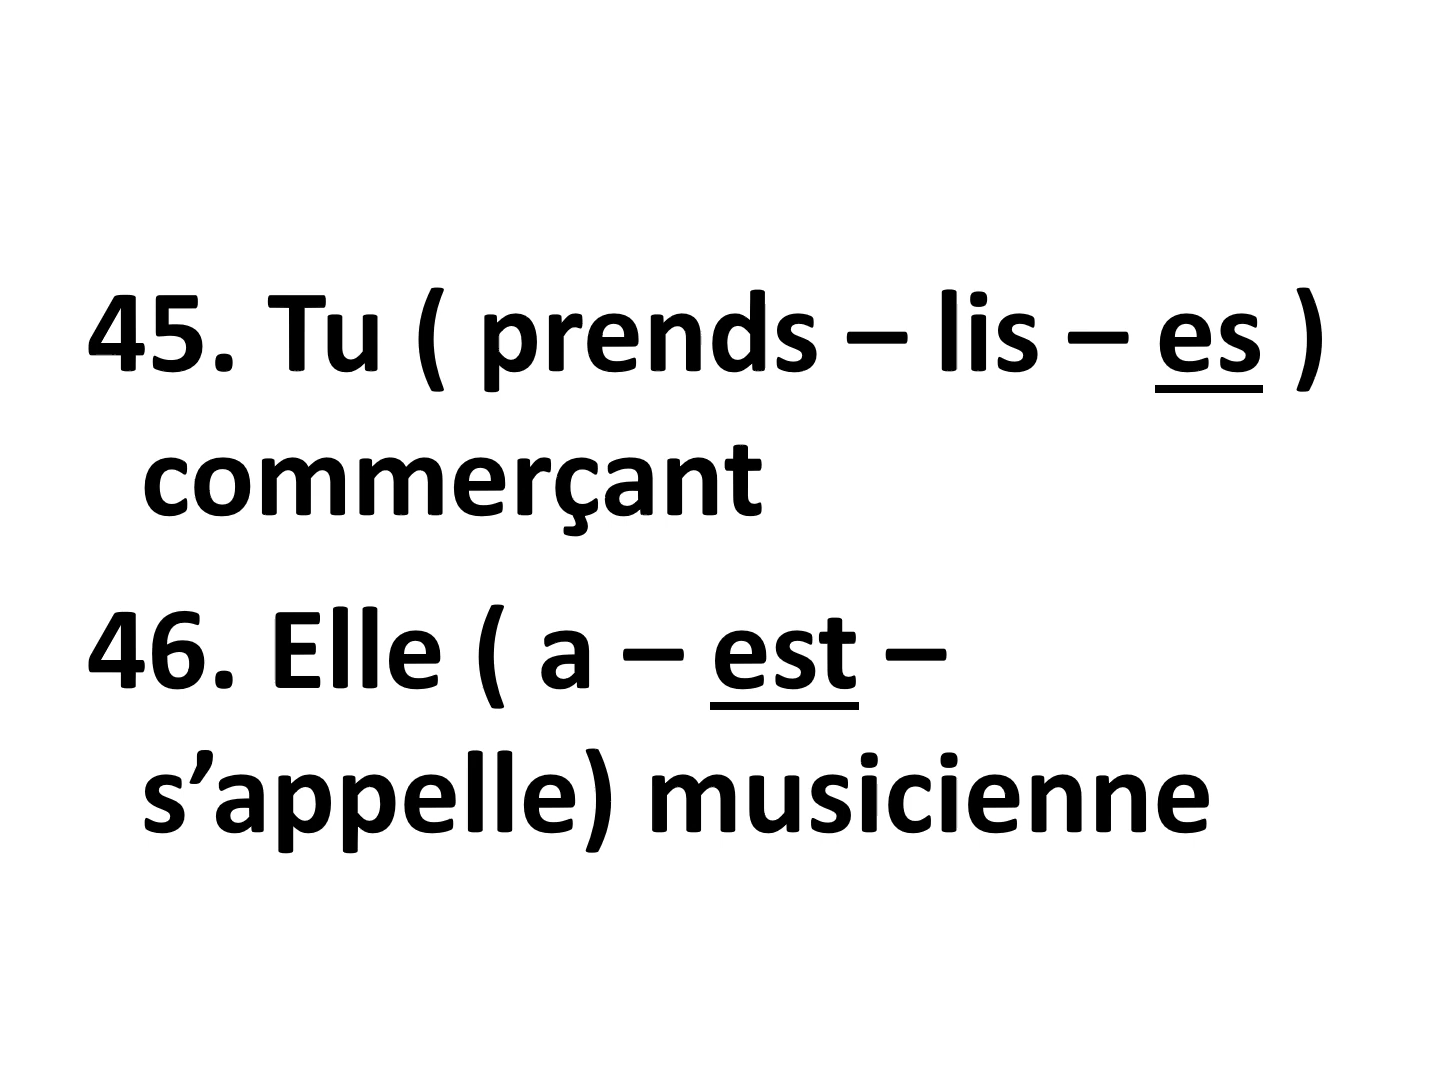 45. Tu ( prends – lis – es )
commerçant
46. Elle ( a – est –
s’appelle) musicienne